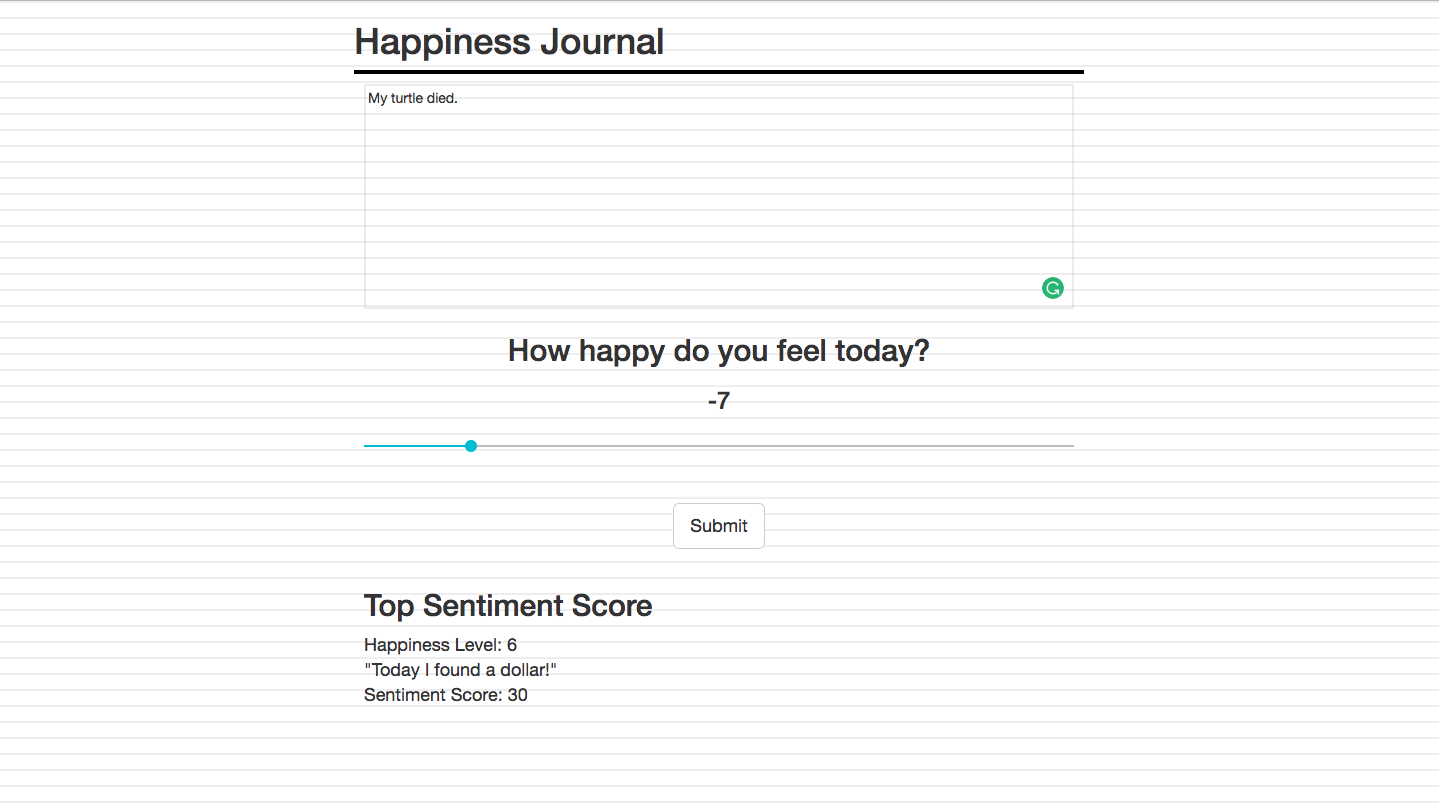 Happiness Journal
My turtle died.
How happy do you feel today?
-7
Submit
Top Sentiment Score
Happiness Level: 6
"Today I found a dollar!"
Sentiment Score: 30